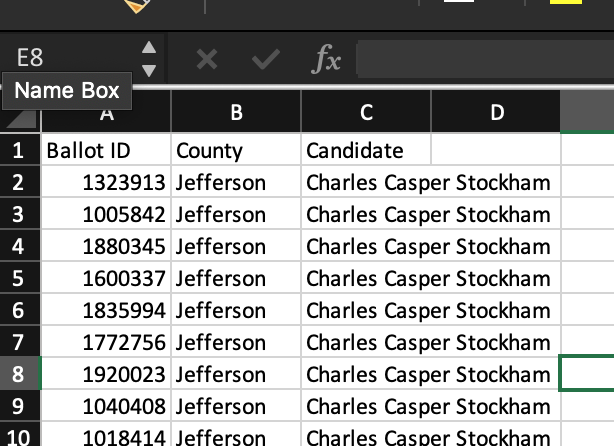 E8 fx
Name Box
A B C D
1 Ballot ID County Candidate
2 1323913 Jefferson Charles Casper Stockham
3 1005842 Jefferson Charles Casper Stockham
4 1880345 Jefferson Charles Casper Stockham
5 1600337 Jefferson Charles Casper Stockham
6 1835994 Jefferson Charles Casper Stockham
7 1772756 Jefferson Charles Casper Stockham
8 1920023 Jefferson Charles Casper Stockham
9 1040408 Jefferson Charles Casper Stockham
10 1018414 Jefferson Charles Casper Stockham